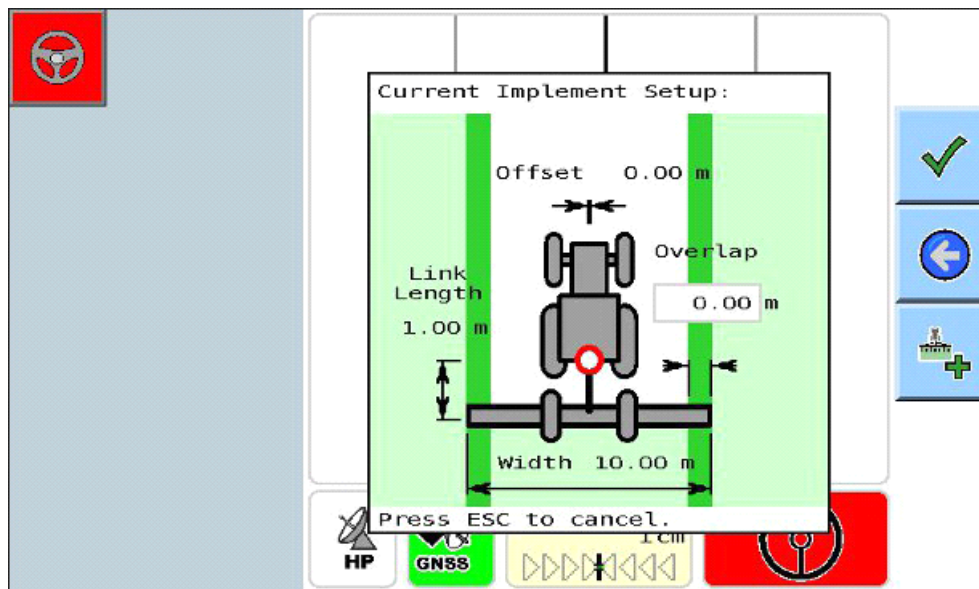 Current Implement Setup:
Offset 0.00 m
Overlap
0.00 m
Link
Length
1.00 m
Width 10.00 m
Press ESC to cancel.
1cm
HP
GNSS